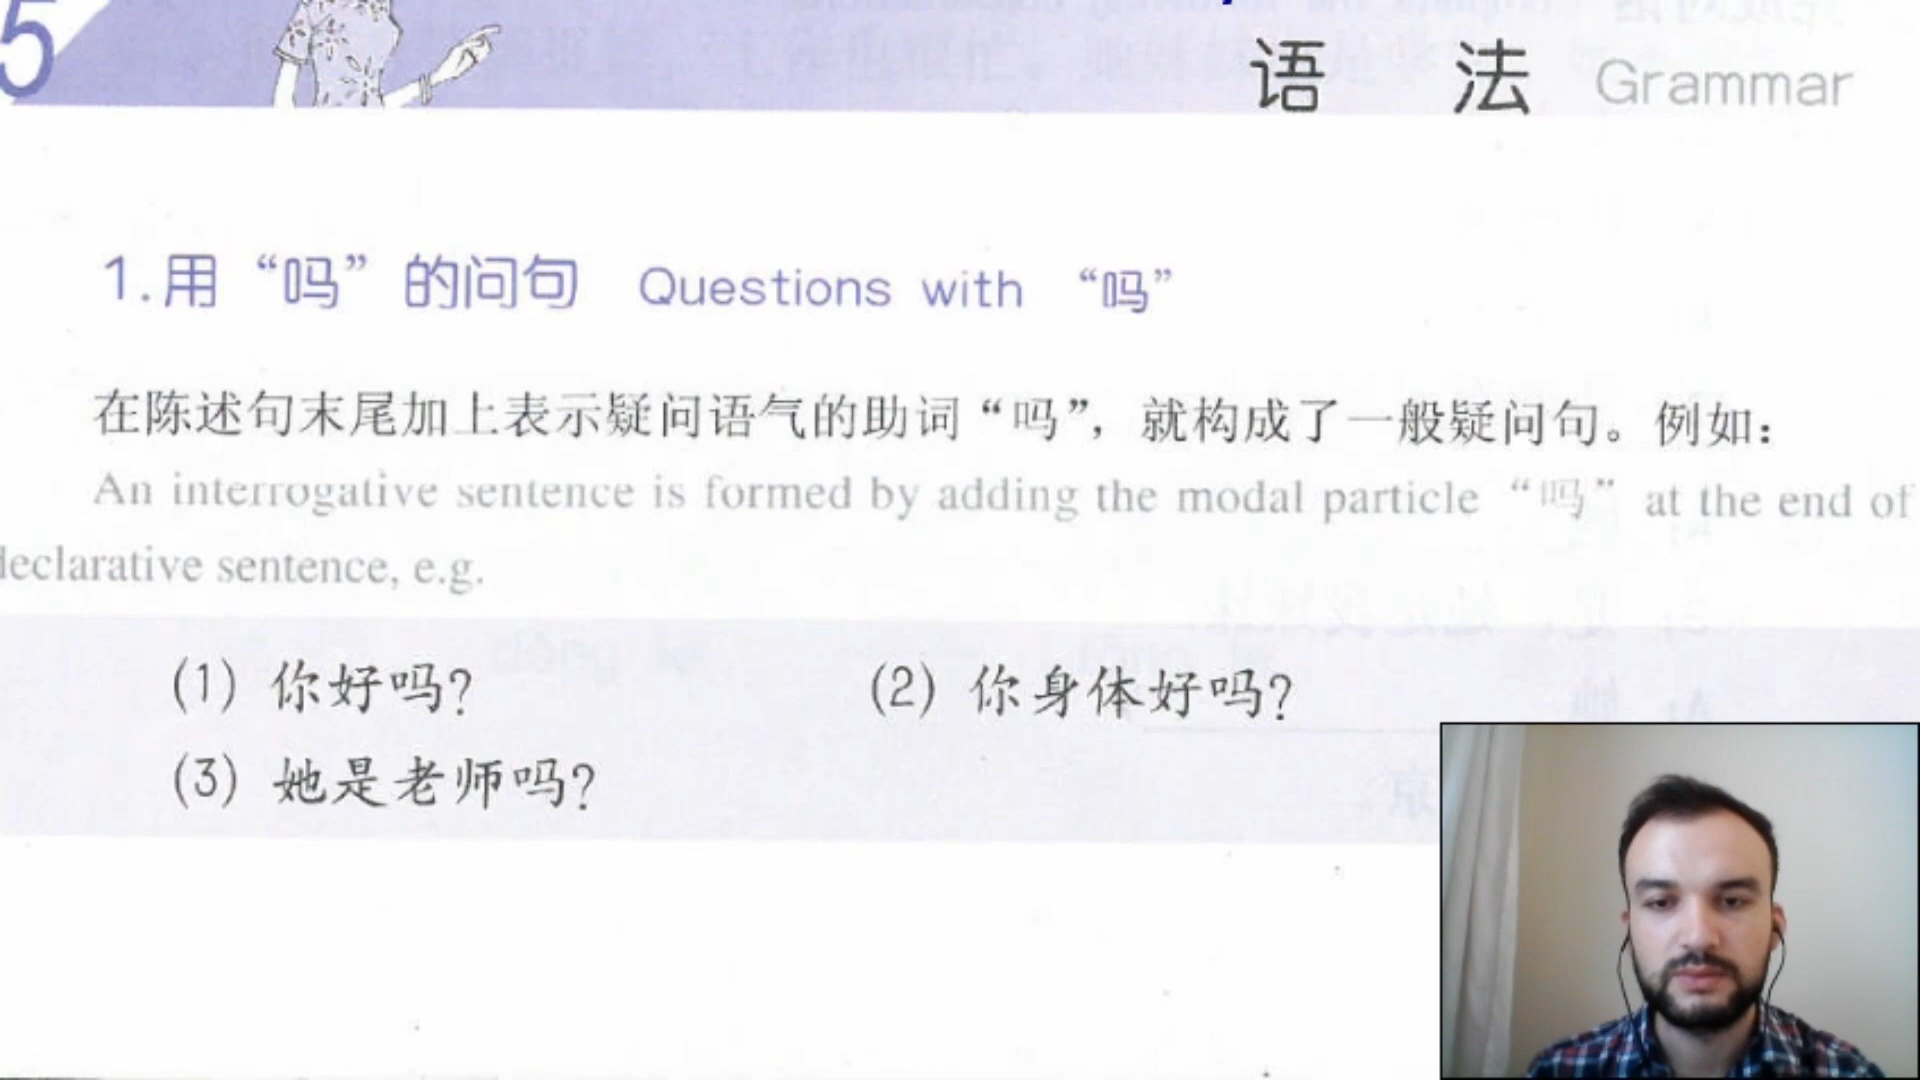 5
语 法 Grammar
1.用“吗”的问句 Questions with “吗”
在陈述句末尾加上表示疑问语气的助词“吗”，就构成了一般疑问句。例如：
An interrogative sentence is formed by adding the modal particle “吗” at the end of
declarative sentence, e.g.
(1) 你好吗? (2) 你身体好吗?
(3) 她是老师吗?